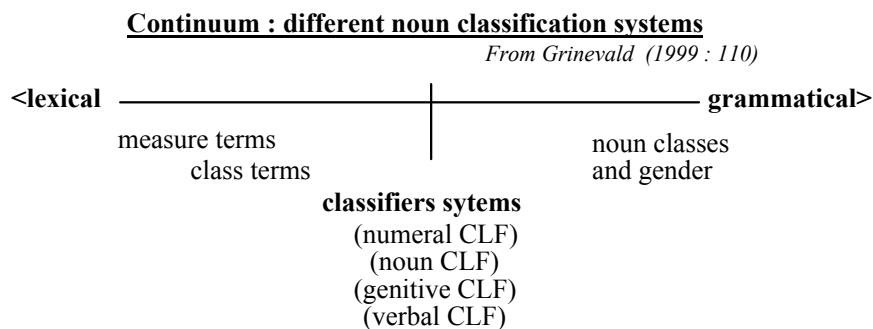 Continuum : different noun classification systems
From Grinevald (1999 : 110)
<lexical grammatical>
measure terms noun classes
class terms and gender
classifiers sytems
(numeral CLF)
(noun CLF)
(genitive CLF)
(verbal CLF)